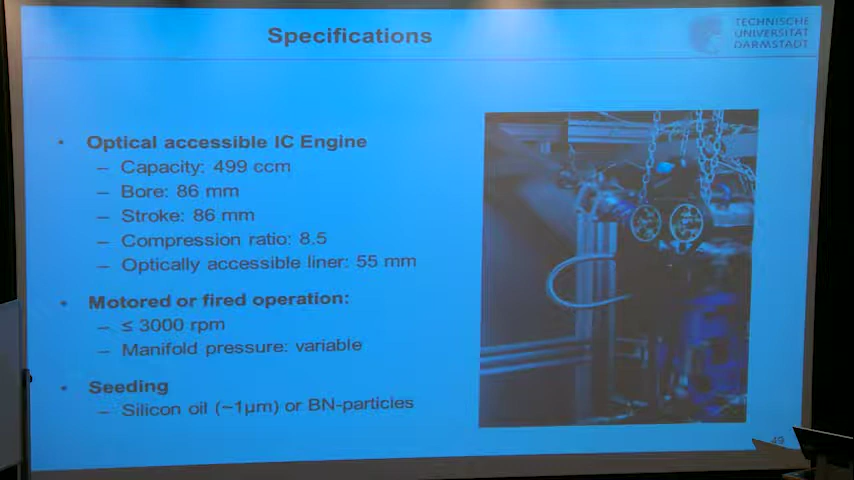 Specifications
TECHNISCHE
UNIVERSITÄT
DARMSTADT
• Optical accessible IC Engine
– Capacity: 499 ccm
– Bore: 86 mm
– Stroke: 86 mm
– Compression ratio: 8.5
– Optically accessible liner: 55 mm
• Motored or fired operation:
– ≤ 3000 rpm
– Manifold pressure: variable
• Seeding
– Silicon oil (~1µm) or BN-particles
49